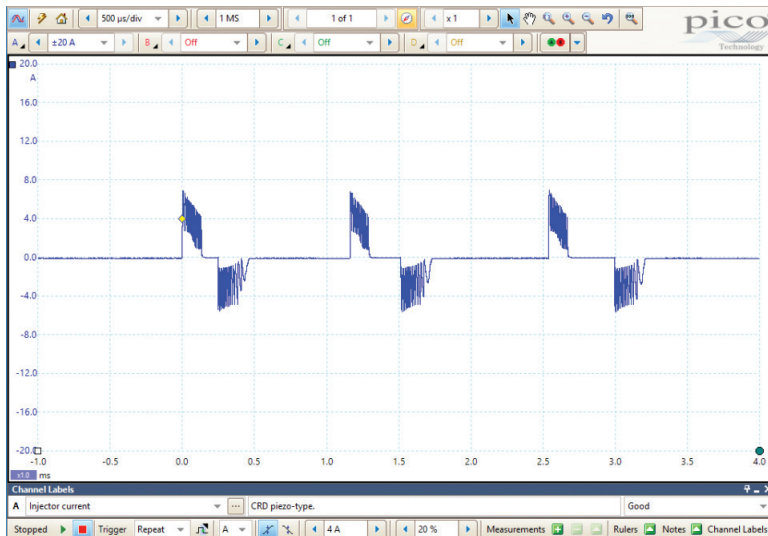 500 µs/div 1 MS 1 of 1 x 1 pico
Technology
A ±20 A B Off C Off D Off
20.0
A
16.0
12.0
8.0
4.0
0.0
-4.0
-8.0
-12.0
-16.0
-20.0
-1.0 -0.5 0.0 0.5 1.0 1.5 2.0 2.5 3.0 3.5 4.0
x1.0 ms
Channel Labels
A Injector current ... CRD piezo-type. Good
Stopped Trigger Repeat A 4 A 20 % Measurements Rulers Notes Channel Labels